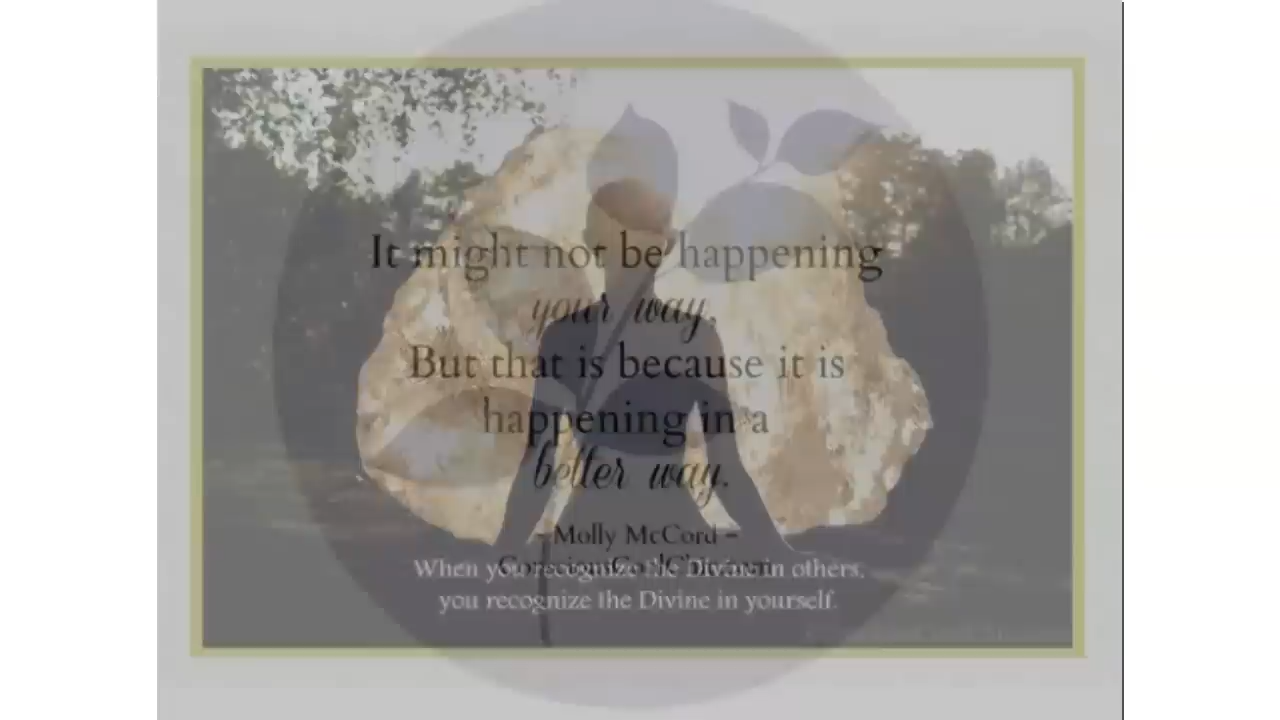 It might not be happening
your way.
But that is because it is
happening in a
better way.
- Molly McCord -
When you recognize the Divine in others,
you recognize the Divine in yourself.